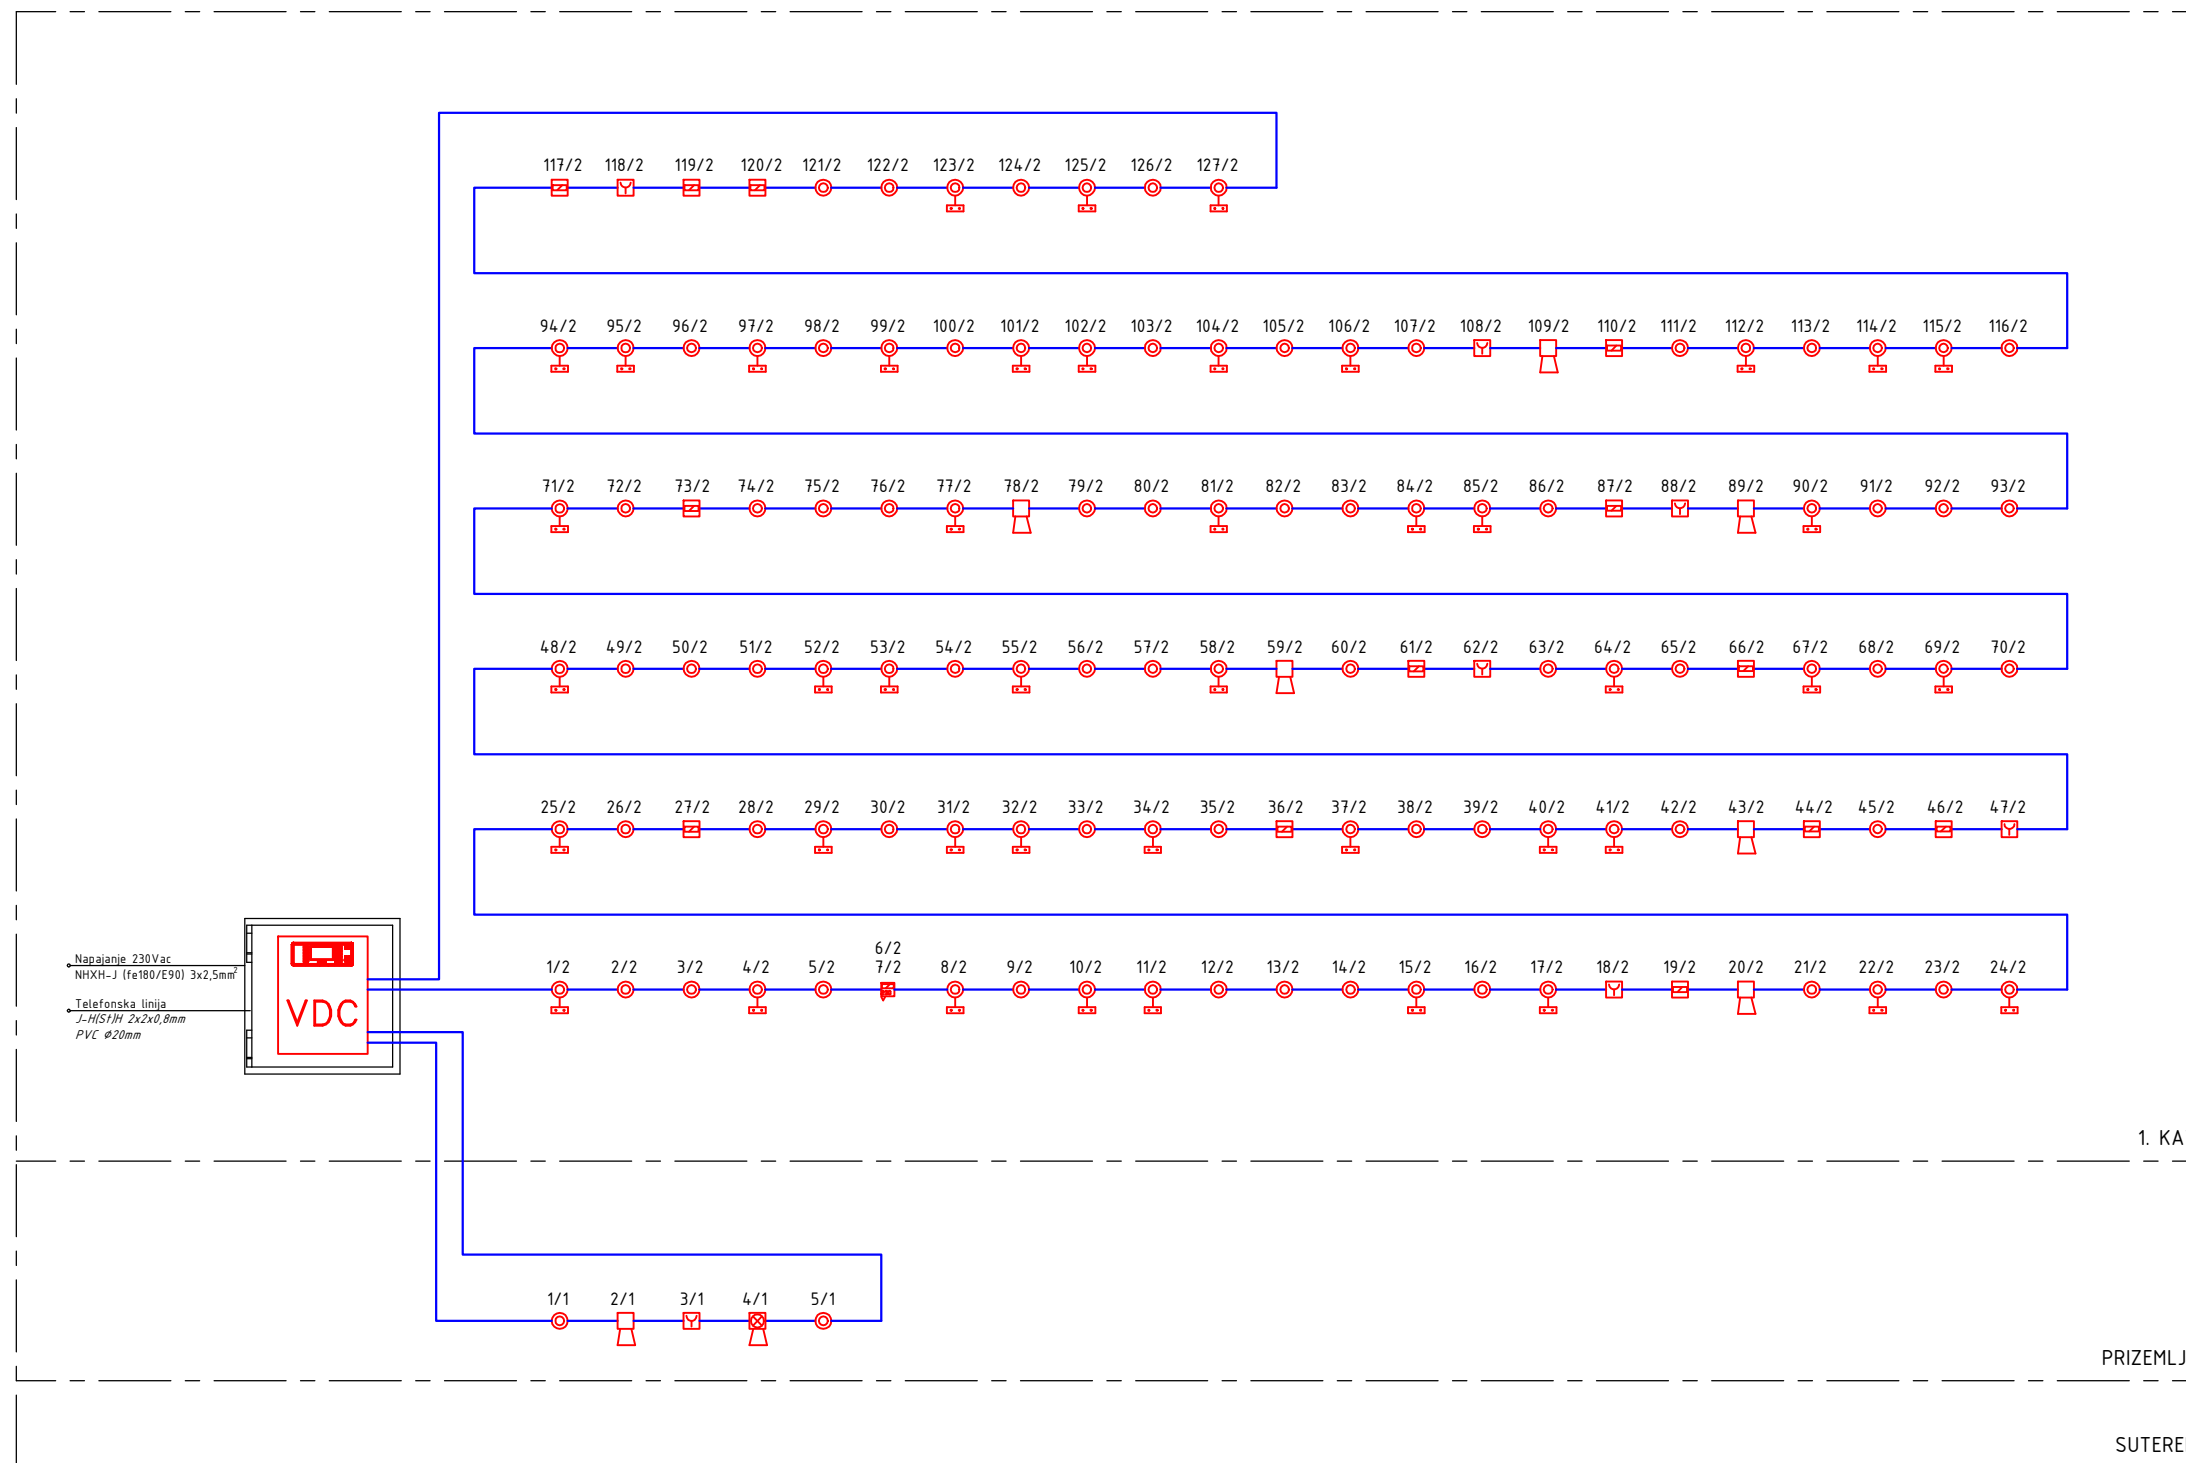 117/2 118/2 119/2 120/2 121/2 122/2 123/2 124/2 125/2 126/2 127/2
94/2 95/2 96/2 97/2 98/2 99/2 100/2 101/2 102/2 103/2 104/2 105/2 106/2 107/2 108/2 109/2 110/2 111/2 112/2 113/2 114/2 115/2 116/2
71/2 72/2 73/2 74/2 75/2 76/2 77/2 78/2 79/2 80/2 81/2 82/2 83/2 84/2 85/2 86/2 87/2 88/2 89/2 90/2 91/2 92/2 93/2
48/2 49/2 50/2 51/2 52/2 53/2 54/2 55/2 56/2 57/2 58/2 59/2 60/2 61/2 62/2 63/2 64/2 65/2 66/2 67/2 68/2 69/2 70/2
25/2 26/2 27/2 28/2 29/2 30/2 31/2 32/2 33/2 34/2 35/2 36/2 37/2 38/2 39/2 40/2 41/2 42/2 43/2 44/2 45/2 46/2 47/2
6/2
1/2 2/2 3/2 4/2 5/2 7/2 8/2 9/2 10/2 11/2 12/2 13/2 14/2 15/2 16/2 17/2 18/2 19/2 20/2 21/2 22/2 23/2 24/2
Napajanje 230Vac
NHXH-J (fe180/E90) 3x2,5mm²
Telefonska linija
J-H(St)H 2x2x0,8mm
PVC Ø20mm
VDC
1. KA
1/1 2/1 3/1 4/1 5/1
PRIZEMLJ
SUTERE